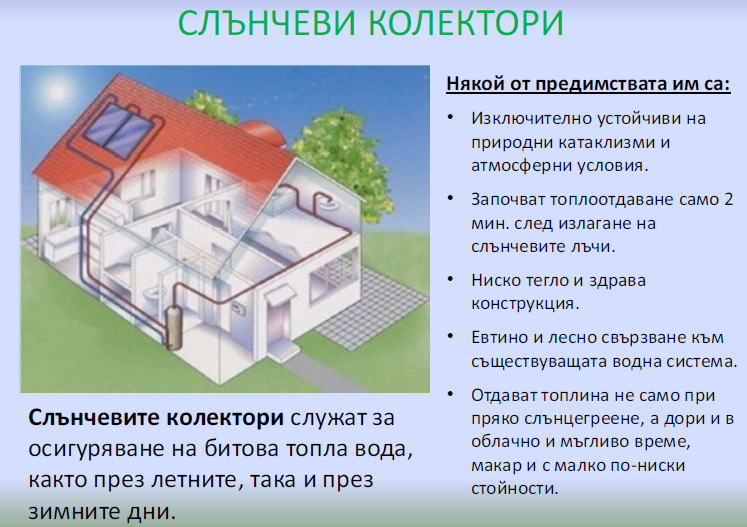 СЛЪНЧЕВИ КОЛЕКТОРИ
Някой от предимствата им са:
• Изключително устойчиви на
природни катаклизми и
атмосферни условия.
• Започват топлоотдаване само 2
мин. след излагане на
слънчевите лъчи.
• Ниско тегло и здрава
конструкция.
• Евтино и лесно свързване към
съществуващата водна система.
• Отдават топлина не само при
пряко слънцегреене, а дори и в
облачно и мъгливо време,
макар и с малко по-ниски
стойности.
Слънчевите колектори служат за
осигуряване на битова топла вода,
както през летните, така и през
зимните дни.